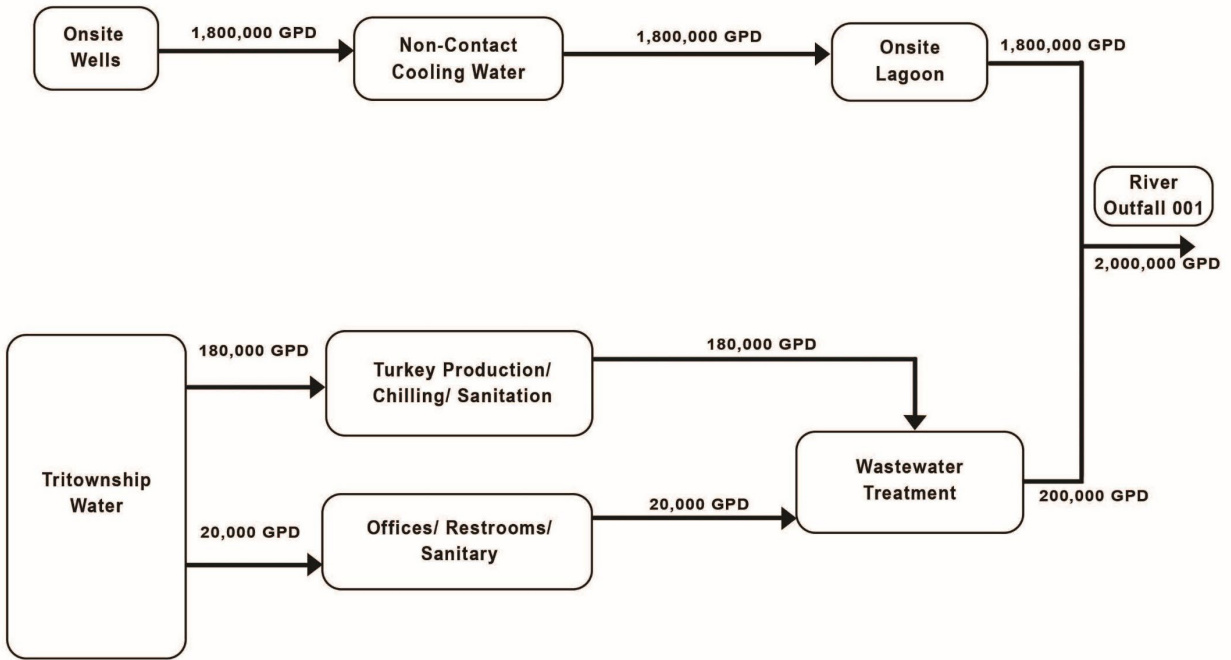 Onsite
Wells
1,800,000 GPD
Non-Contact
Cooling Water
1,800,000 GPD
Onsite
Lagoon
1,800,000 GPD
River
Outfall 001
2,000,000 GPD
Tritownship
Water
180,000 GPD
Turkey Production/
Chilling/ Sanitation
180,000 GPD
20,000 GPD
Offices/ Restrooms/
Sanitary
20,000 GPD
Wastewater
Treatment
200,000 GPD